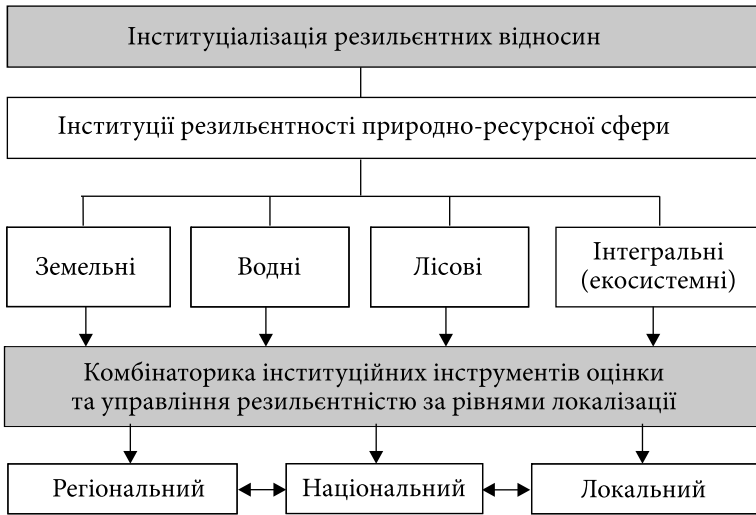 Інституціалізація резильєнтних відносин
Інституції резильєнтності природно-ресурсної сфери
Земельні
Водні
Лісові
Інтегральні
(екосистемні)
Комбінаторика інституційних інструментів оцінки
та управління резильєнтністю за рівнями локалізації
Регіональний
Національний
Локальний